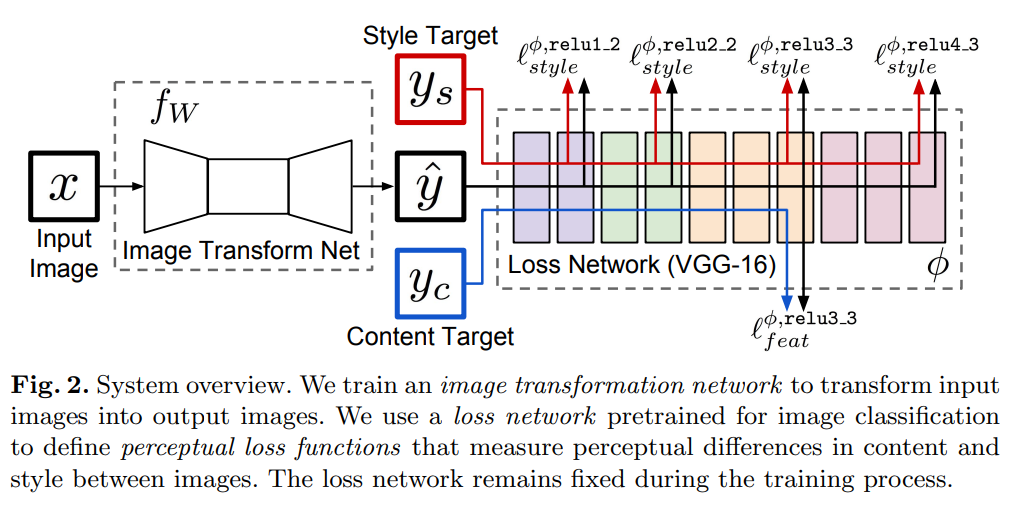 Style Target
y_s
ℓ^{ϕ,relu1_2}_{style}
ℓ^{ϕ,relu2_2}_{style}
ℓ^{ϕ,relu3_3}_{style}
ℓ^{ϕ,relu4_3}_{style}
f_W
x
ŷ
Input
Image
Image Transform Net
y_c
Content Target
Loss Network (VGG-16)
ϕ
ℓ^{ϕ,relu3_3}_{feat}
Fig. 2. System overview. We train an image transformation network to transform input
images into output images. We use a loss network pretrained for image classification
to define perceptual loss functions that measure perceptual differences in content and
style between images. The loss network remains fixed during the training process.